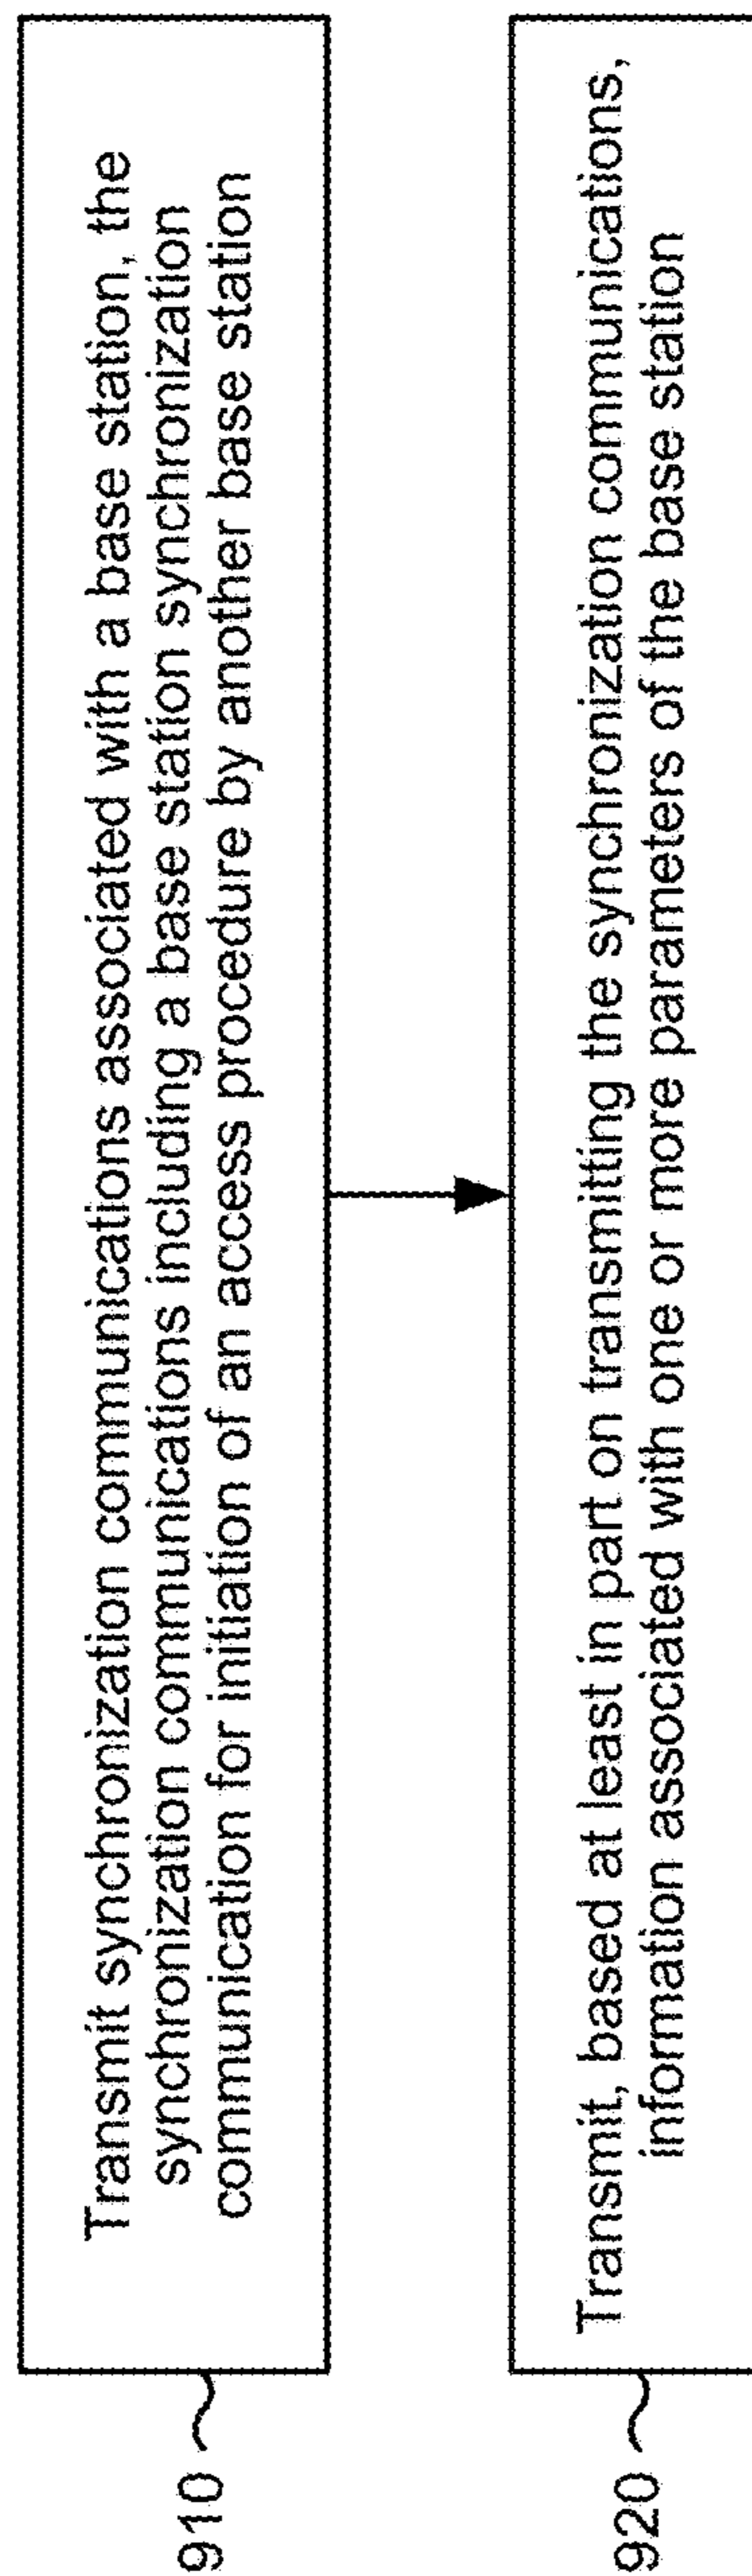 910
Transmit synchronization communications associated with a base station, the
synchronization communications including a base station synchronization
communication for initiation of an access procedure by another base station
920
Transmit, based at least in part on transmitting the synchronization communications,
information associated with one or more parameters of the base station